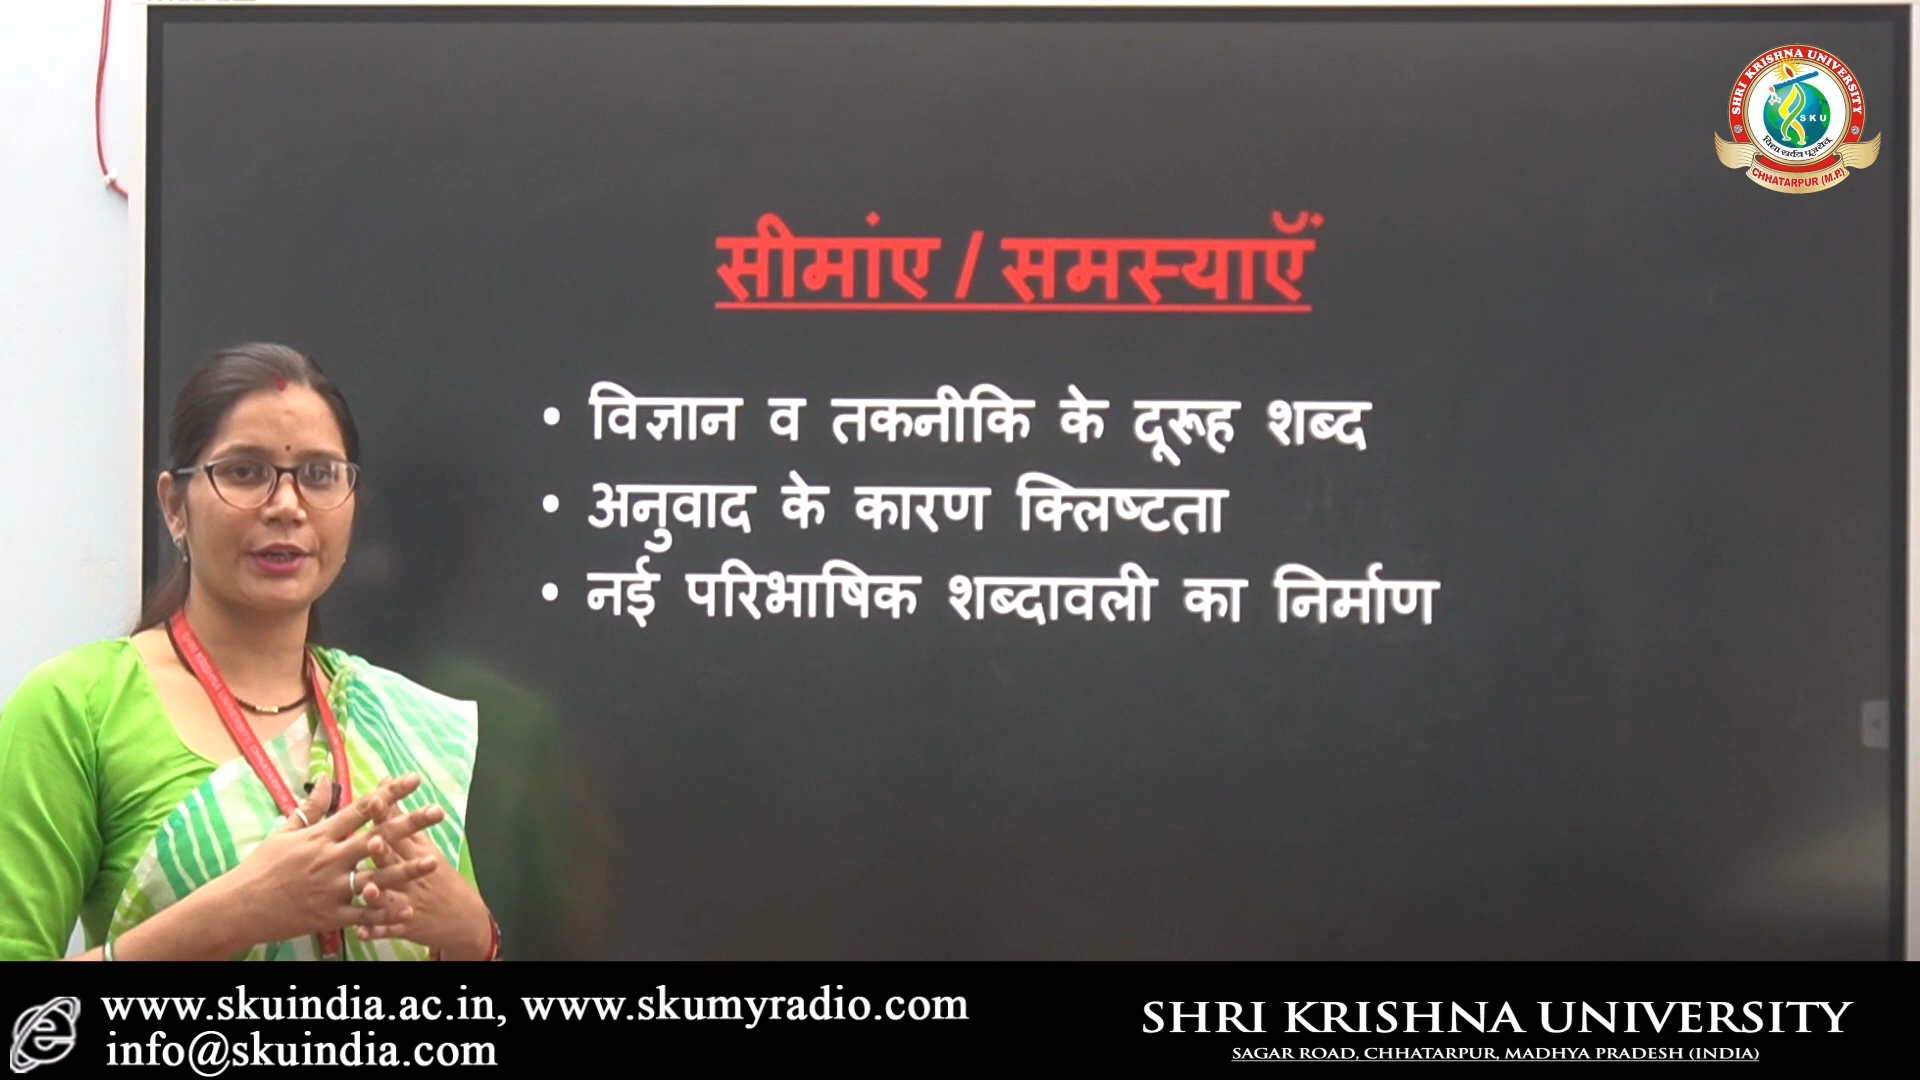 SHRI KRISHNA UNIVERSITY
SKU
CHHATARPUR (M.P.)
सीमांए / समस्याएँ
• विज्ञान व तकनीकि के दूरूह शब्द
• अनुवाद के कारण क्लिष्टता
• नई परिभाषिक शब्दावली का निर्माण
www.skuindia.ac.in, www.skumyradio.com
info@skuindia.com
SHRI KRISHNA UNIVERSITY
SAGAR ROAD, CHHATARPUR, MADHYA PRADESH (INDIA)